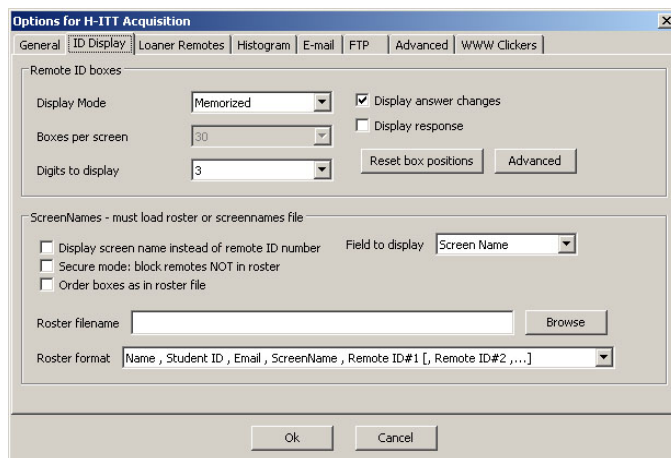 Options for H-ITT Acquisition
General ID Display Loaner Remotes Histogram E-mail FTP Advanced WWW Clickers
Remote ID boxes
Display Mode Memorized Display answer changes
Display response
Boxes per screen 30
Reset box positions Advanced
Digits to display 3
ScreenNames - must load roster or screennames file
Display screen name instead of remote ID number Field to display Screen Name
Secure mode: block remotes NOT in roster
Order boxes as in roster file
Roster filename Browse
Roster format Name , Student ID , Email , ScreenName , Remote ID#1 [, Remote ID#2 ,...]
Ok Cancel